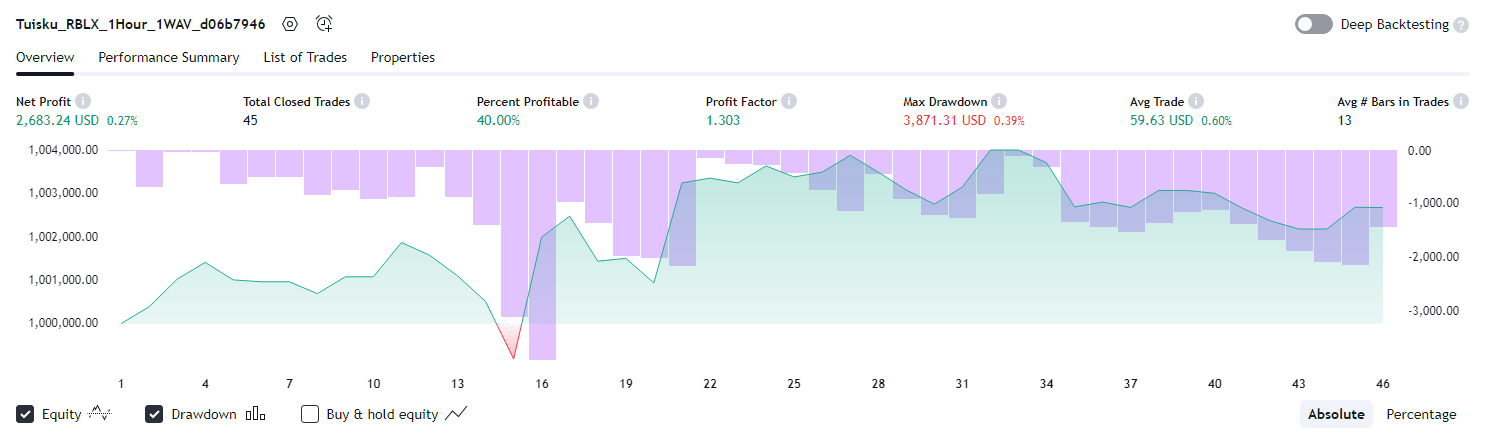 Tuisku_RBLX_1Hour_1WAV_d06b7946
Deep Backtesting ?
Overview Performance Summary List of Trades Properties
Net Profit i Total Closed Trades i Percent Profitable i Profit Factor i Max Drawdown i Avg Trade i Avg # Bars in Trades i
2,683.24 USD 0.27% 45 40.00% 1.303 3,871.31 USD 0.39% 59.63 USD 0.60% 13
1,004,000.00 0.00
1,003,000.00 -1,000.00
1,002,000.00 -2,000.00
1,001,000.00 -3,000.00
1,000,000.00
1 4 7 10 13 16 19 22 25 28 31 34 37 40 43 46
Equity Drawdown Buy & hold equity Absolute Percentage